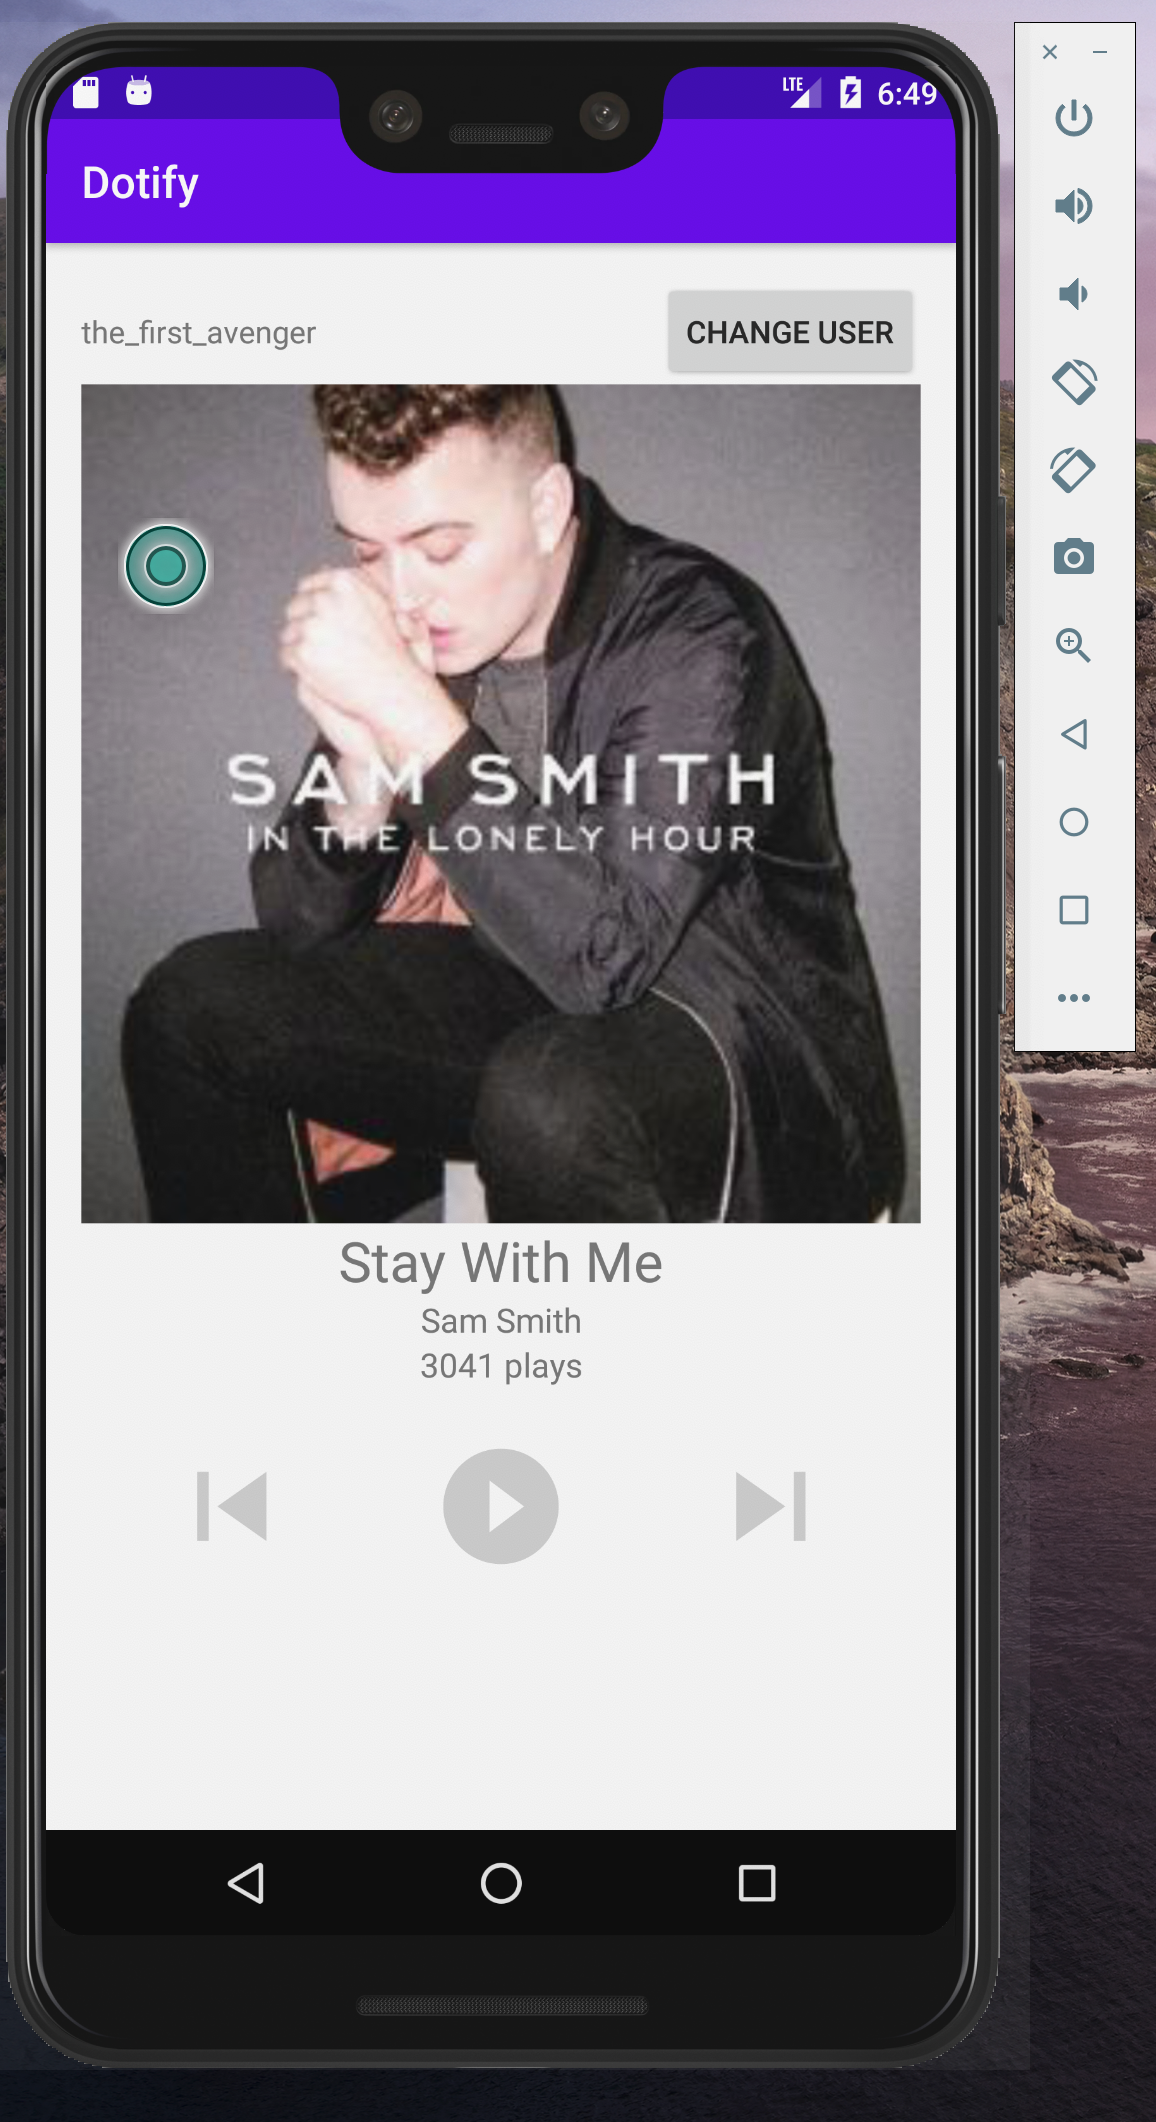 LTE 6:49
Dotify
the_first_avenger CHANGE USER
SAM SMITH
IN THE LONELY HOUR
Stay With Me
Sam Smith
3041 plays